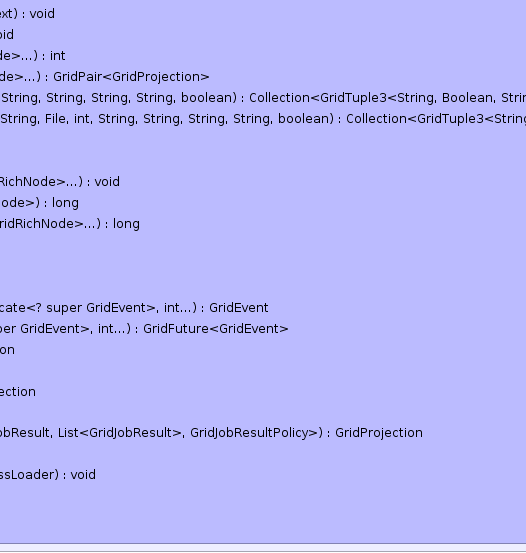 ext) : void
oid
de>...) : int
de>...) : GridPair<GridProjection>
String, String, String, String, boolean) : Collection<GridTuple3<String, Boolean, Strin
String, File, int, String, String, String, String, boolean) : Collection<GridTuple3<String
RichNode>...) : void
ode>) : long
ridRichNode>...) : long
cate<? super GridEvent>, int...) : GridEvent
per GridEvent>, int...) : GridFuture<GridEvent>
on
ection
obResult, List<GridJobResult>, GridJobResultPolicy>) : GridProjection
ssLoader) : void